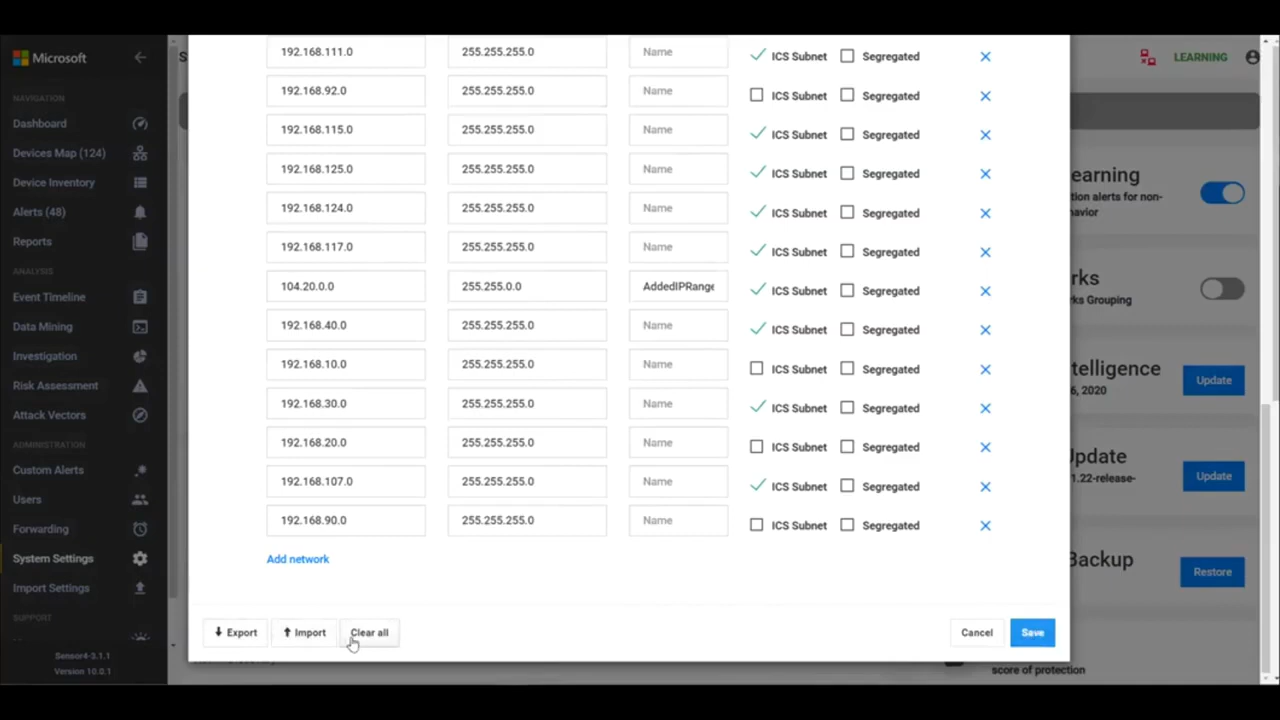 Microsoft
NAVIGATION
Dashboard
Devices Map (124)
Device Inventory
Alerts (48)
Reports
ANALYSIS
Event Timeline
Data Mining
Investigation
Risk Assessment
Attack Vectors
ADMINISTRATION
Custom Alerts
Users
Forwarding
System Settings
Import Settings
SUPPORT
Sensor4-3.1.1
Version 10.0.1
S
192.168.111.0 255.255.255.0 Name ICS Subnet Segregated
192.168.92.0 255.255.255.0 Name ICS Subnet Segregated
192.168.115.0 255.255.255.0 Name ICS Subnet Segregated
192.168.125.0 255.255.255.0 Name ICS Subnet Segregated
192.168.124.0 255.255.255.0 Name ICS Subnet Segregated
192.168.117.0 255.255.255.0 Name ICS Subnet Segregated
104.20.0.0 255.255.0.0 AddedIPRange ICS Subnet Segregated
192.168.40.0 255.255.255.0 Name ICS Subnet Segregated
192.168.10.0 255.255.255.0 Name ICS Subnet Segregated
192.168.30.0 255.255.255.0 Name ICS Subnet Segregated
192.168.20.0 255.255.255.0 Name ICS Subnet Segregated
192.168.107.0 255.255.255.0 Name ICS Subnet Segregated
192.168.90.0 255.255.255.0 Name ICS Subnet Segregated
Add network
Export Import Clear all Cancel Save
LEARNING
earning
tion alerts for non-
havior
rks
rks Grouping
telligence
6, 2020
Update
Update
1.22-release-
Update
Backup
Restore
score of protection